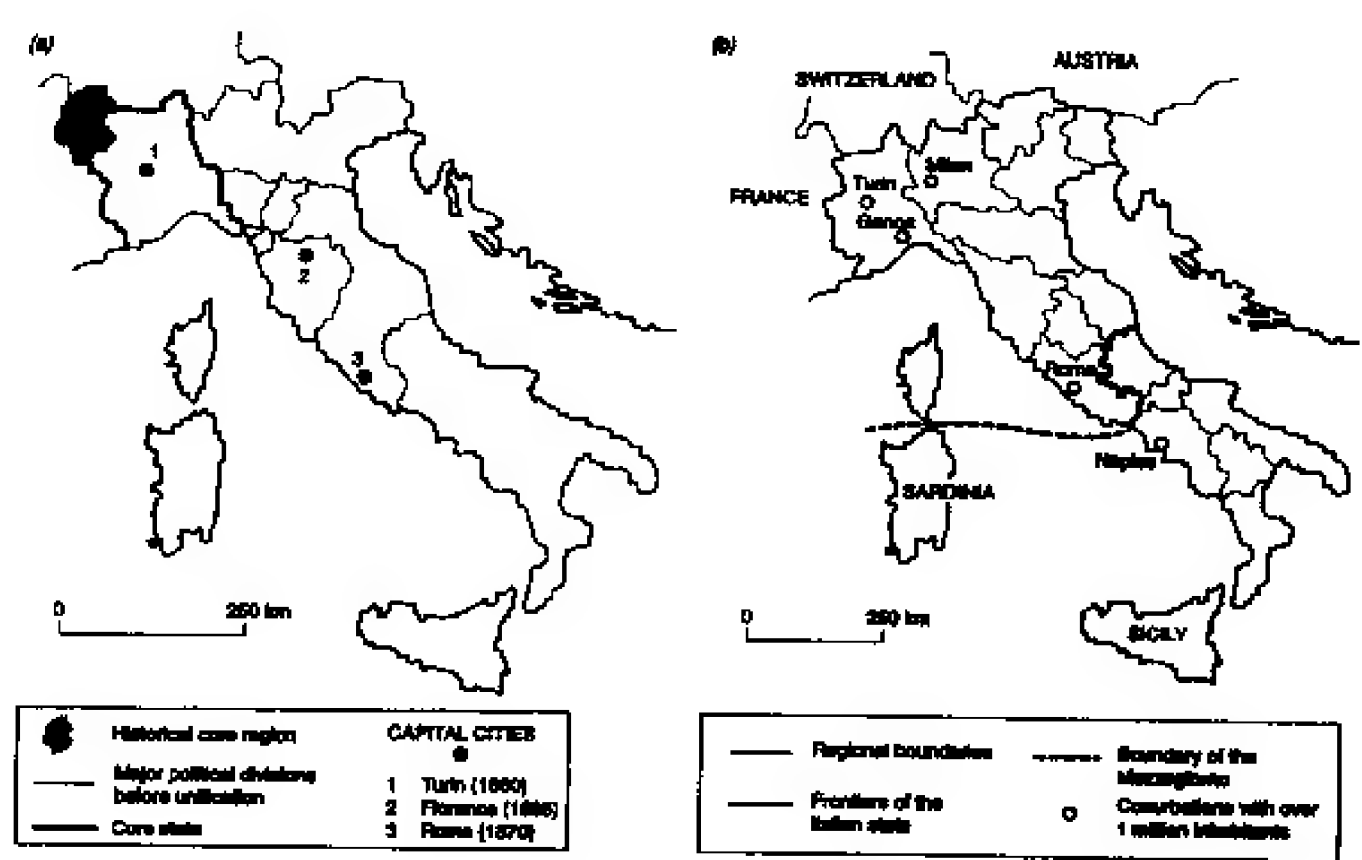 (a)
1
2
3
0 250 km
Historical core region
Major political divisions
before unification
Core state
CAPITAL CITIES
1 Turin (1860)
2 Florence (1865)
3 Rome (1870)
(b)
SWITZERLAND
AUSTRIA
FRANCE
Milan
Turin
Genoa
Rome
Naples
SARDINIA
SICILY
0 250 km
Regional boundaries
Frontiers of the
Italian state
Boundary of the
Mezzogiorno
Conurbations with over
1 million inhabitants